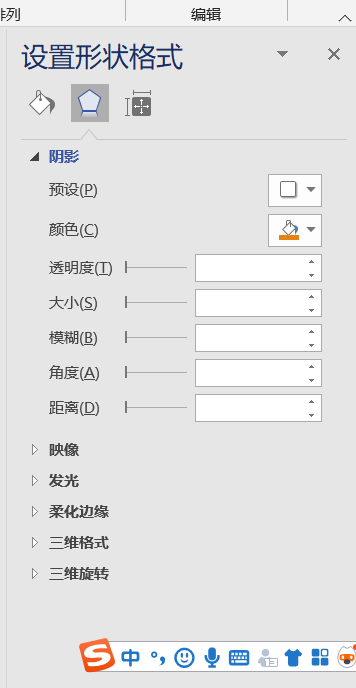 排列
编辑
设置形状格式
阴影
预设(P)
颜色(C)
透明度(T)
大小(S)
模糊(B)
角度(A)
距离(D)
映像
发光
柔化边缘
三维格式
三维旋转
S 中